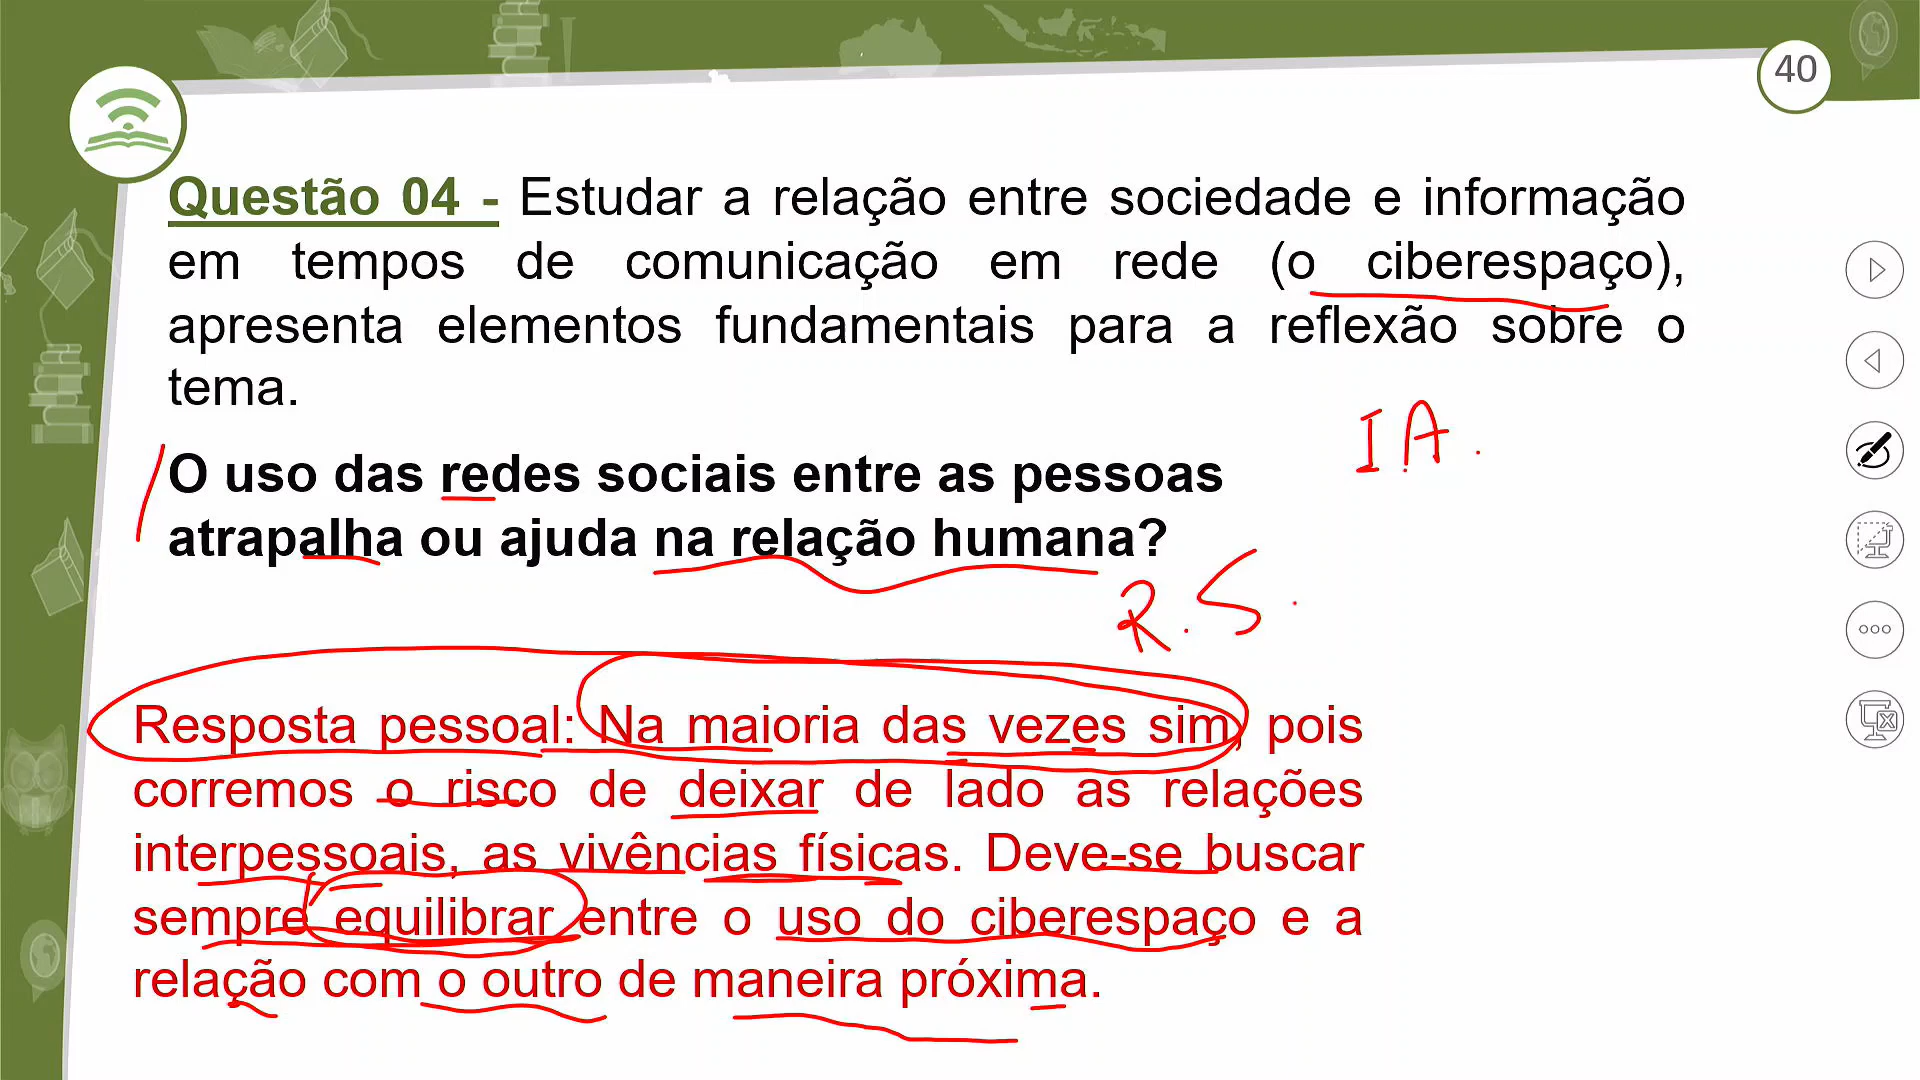 40
Questão 04 - Estudar a relação entre sociedade e informação
em tempos de comunicação em rede (o ciberespaço),
apresenta elementos fundamentais para a reflexão sobre o
tema.
IA.
O uso das redes sociais entre as pessoas
atrapalha ou ajuda na relação humana?
R.S.
Resposta pessoal: Na maioria das vezes sim, pois
corremos o risco de deixar de lado as relações
interpessoais, as vivências físicas. Deve-se buscar
sempre equilibrar entre o uso do ciberespaço e a
relação com o outro de maneira próxima.